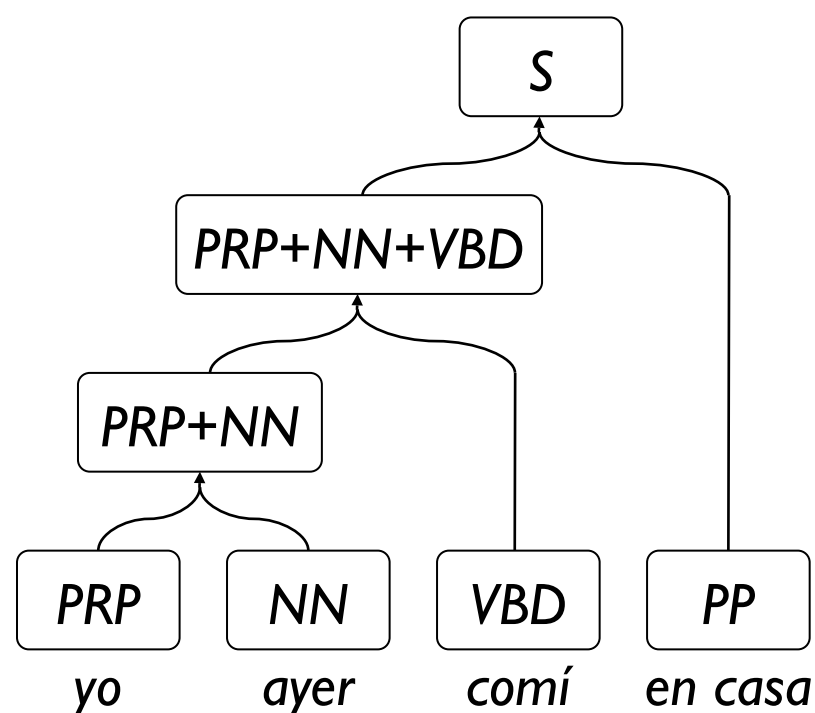 S
PRP+NN+VBD
PRP+NN
PRP NN VBD PP
yo ayer comí en casa